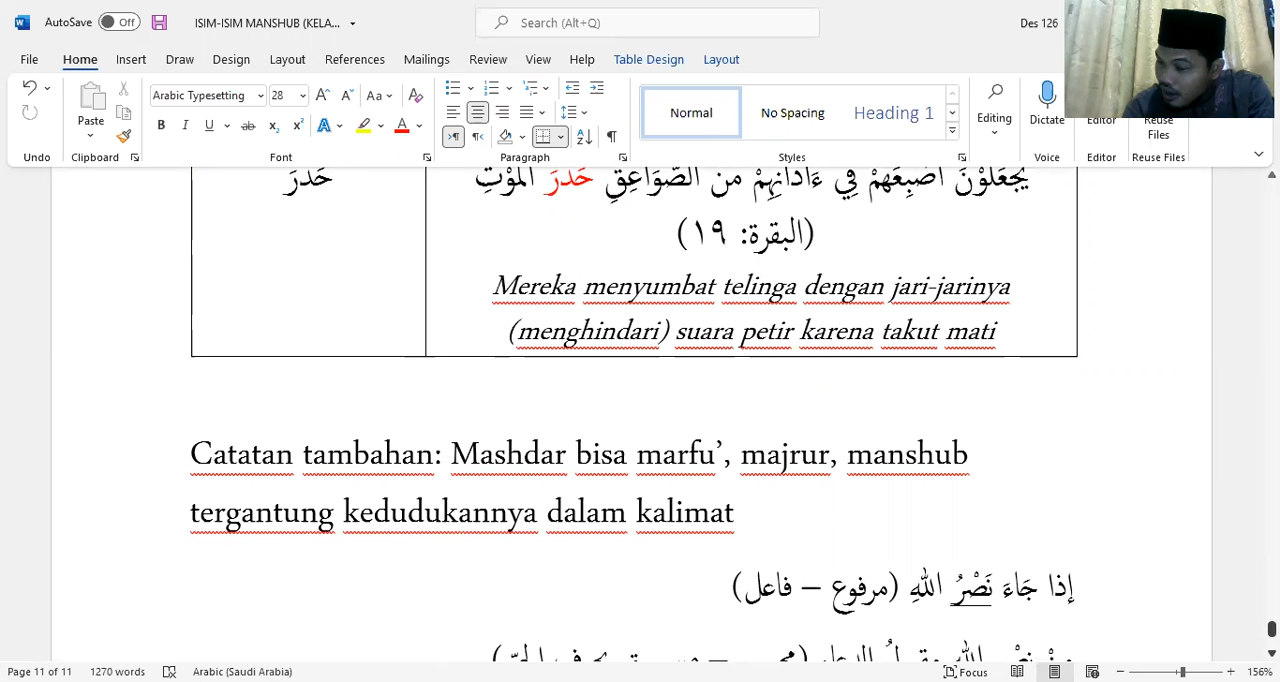 AutoSave Off ISIM-ISIM MANSHUB (KELA... Search (Alt+Q) Des 126
File Home Insert Draw Design Layout References Mailings Review View Help Table Design Layout
Arabic Typesetting 28 Aa Normal No Spacing Heading 1
Paste Editing Dictate Editor Reuse Files
Undo Clipboard Font Paragraph Styles Voice Editor Reuse Files
يَجْعَلُوْنَ أَصَٰبِعَهُمْ فِي ءَاذَانِهِمْ مِنَ الصَّوَاعِقِ حَذَرَ المَوْتِ حَذَرَ
(البقرة: ١٩)
Mereka menyumbat telinga dengan jari-jarinya
(menghindari) suara petir karena takut mati
Catatan tambahan: Mashdar bisa marfu’, majrur, manshub
tergantung kedudukannya dalam kalimat
إذا جَاءَ نَصْرُ اللهِ (مرفوع – فاعل)
Page 11 of 11 1270 words Arabic (Saudi Arabia) Focus 156%